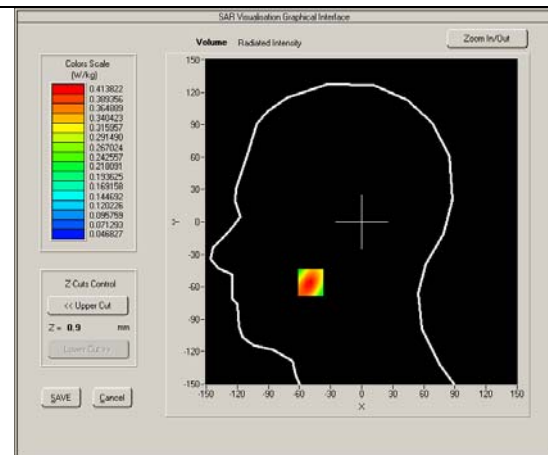 SAR Visualisation Graphical Interface
Volume Radiated Intensity
Zoom In/Out
Colors Scale
(W/kg)
0.413822
0.389356
0.364889
0.340423
0.315957
0.291490
0.267024
0.242557
0.218091
0.193625
0.169158
0.144692
0.120226
0.095759
0.071293
0.046827
Z-Cuts Control
<< Upper Cut
Z = 0.9 mm
Lower Cut >>
SAVE Cancel
150
120
90
60
30
Y 0
-30
-60
-90
-120
-150
-150 -120 -90 -60 -30 0 30 60 90 120 150
X